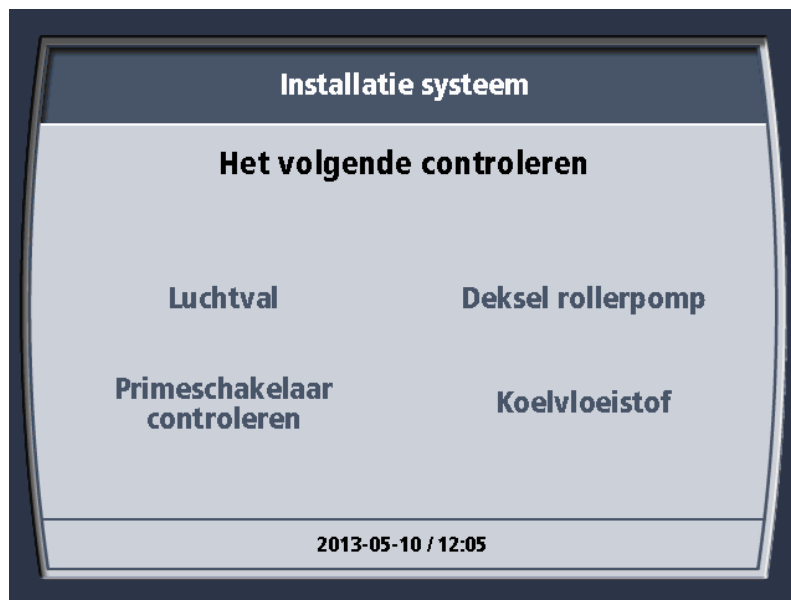 Installatie systeem
Het volgende controleren
Luchtval
Deksel rollerpomp
Primeschakelaar
controleren
Koelvloeistof
2013-05-10 / 12:05